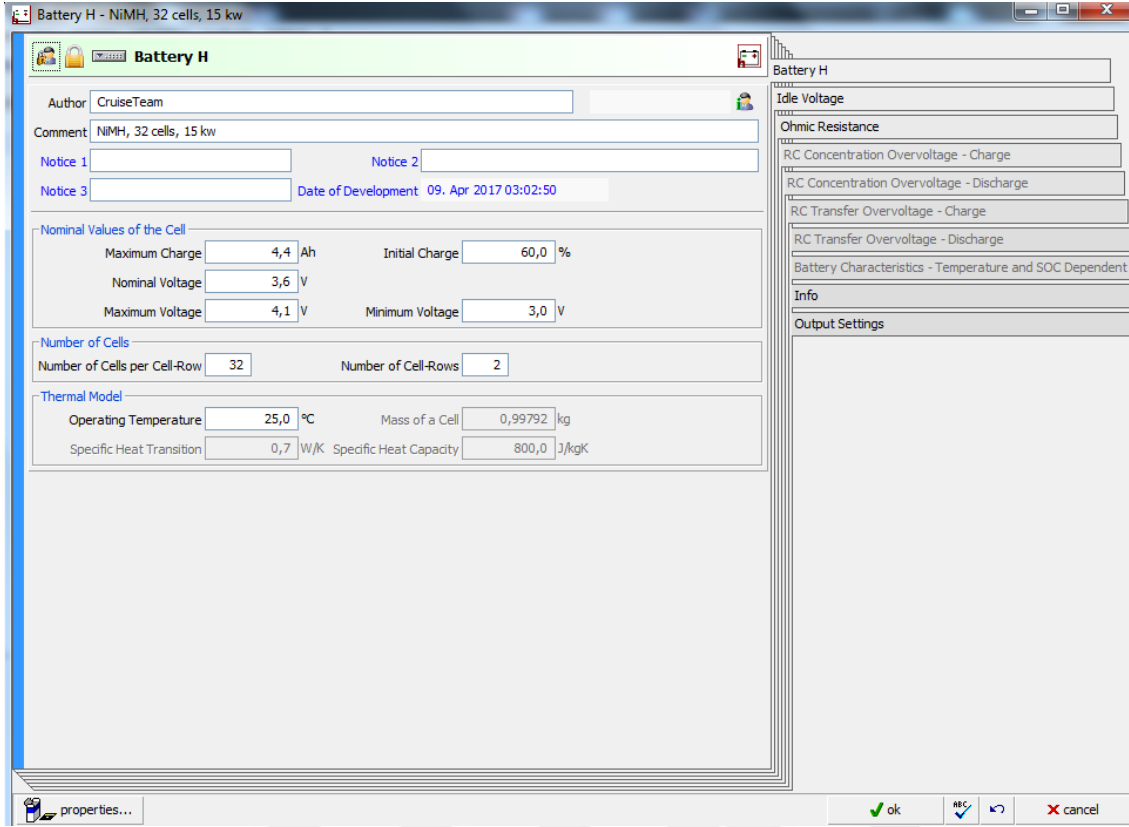 Battery H - NiMH, 32 cells, 15 kw
Battery H
Author CruiseTeam
Comment NiMH, 32 cells, 15 kw
Notice 1 Notice 2
Notice 3 Date of Development 09. Apr 2017 03:02:50
Nominal Values of the Cell
Maximum Charge 4,4 Ah Initial Charge 60,0 %
Nominal Voltage 3,6 V
Maximum Voltage 4,1 V Minimum Voltage 3,0 V
Number of Cells
Number of Cells per Cell-Row 32 Number of Cell-Rows 2
Thermal Model
Operating Temperature 25,0 °C Mass of a Cell 0,99792 kg
Specific Heat Transition 0,7 W/K Specific Heat Capacity 800,0 J/kgK
Battery H
Idle Voltage
Ohmic Resistance
RC Concentration Overvoltage - Charge
RC Concentration Overvoltage - Discharge
RC Transfer Overvoltage - Charge
RC Transfer Overvoltage - Discharge
Battery Characteristics - Temperature and SOC Dependent
Info
Output Settings
properties... ok ABC cancel